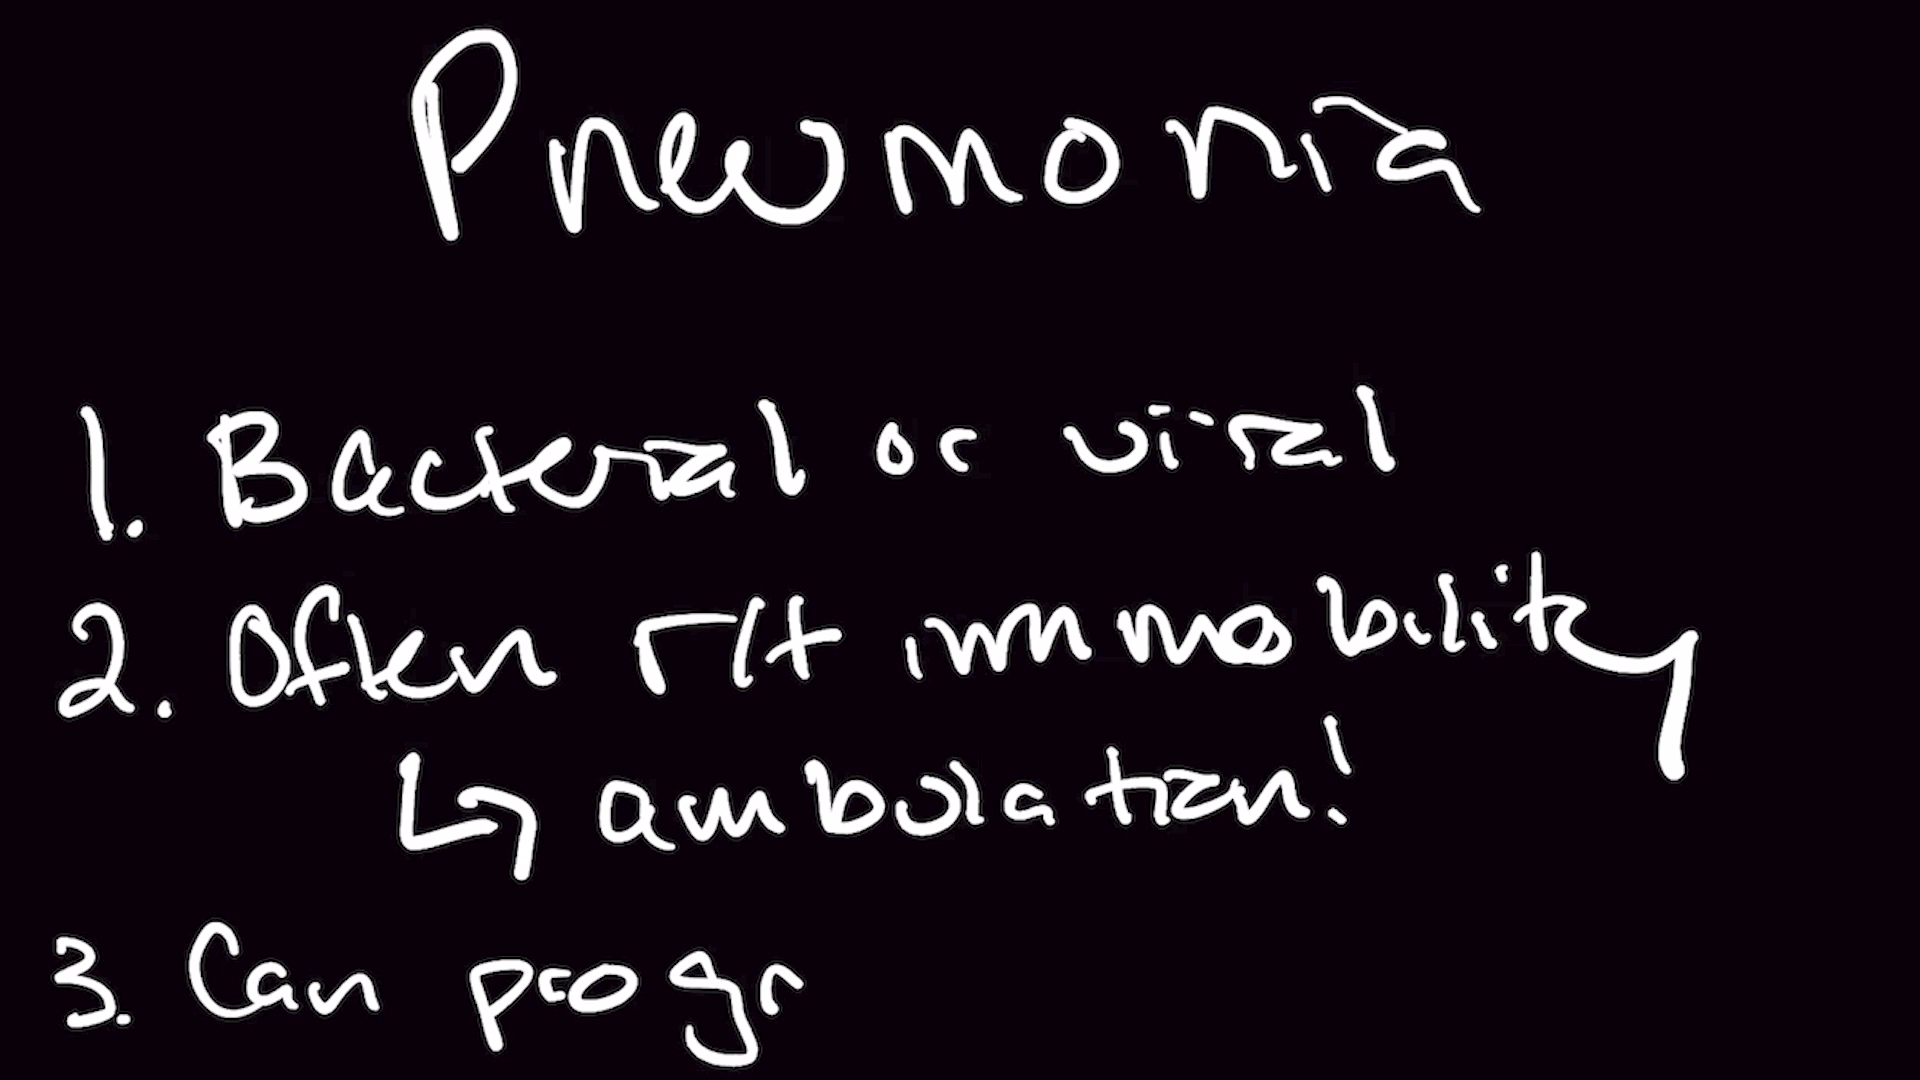 Pneumonia
1. Bacterial or viral
2. Often r/t immobility
↳ ambulation!
3. Can progr